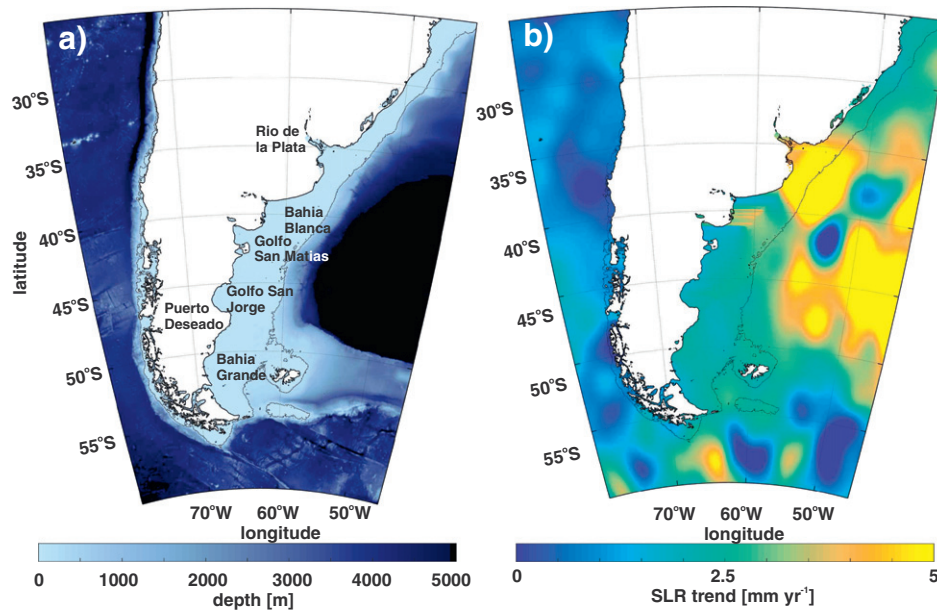 a)
30°S
35°S
40°S
45°S
50°S
55°S
latitude
Rio de
la Plata
Bahia
Blanca
Golfo
San Matias
Golfo San
Jorge
Puerto
Deseado
Bahia
Grande
70°W
60°W
50°W
longitude
0
1000
2000
3000
4000
5000
depth [m]
b)
30°S
35°S
40°S
45°S
50°S
55°S
70°W
60°W
50°W
longitude
0
2.5
5
SLR trend [mm yr⁻¹]